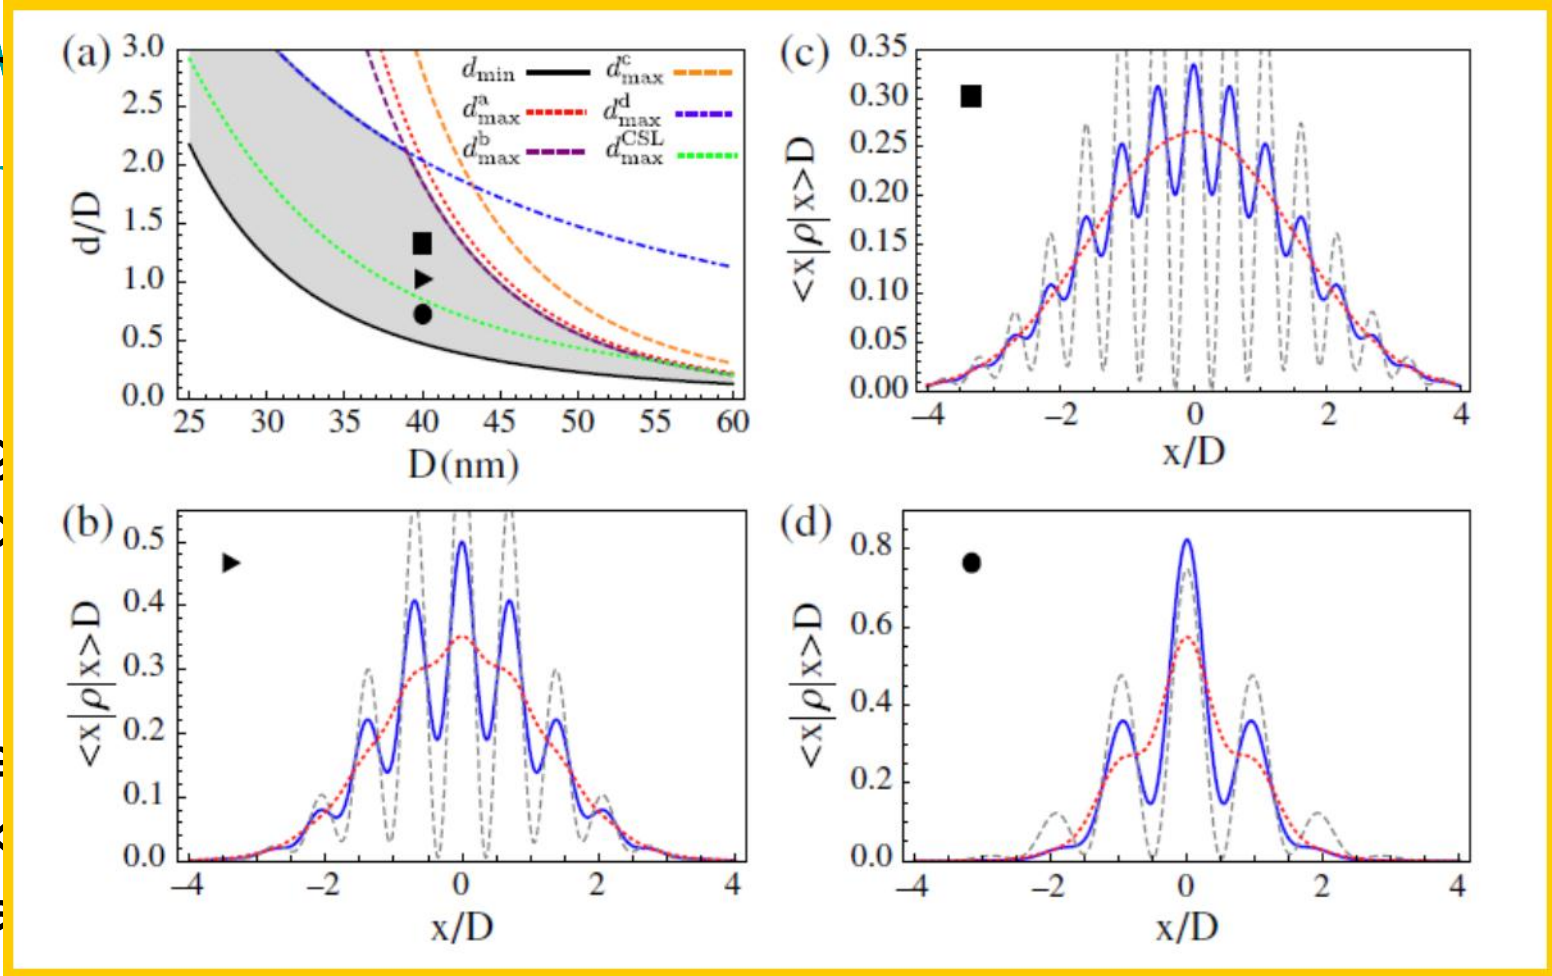 (a)
3.0
2.5
2.0
1.5
1.0
0.5
0.0
d/D
25 30 35 40 45 50 55 60
D(nm)
d_min
d^a_max
d^b_max
d^c_max
d^d_max
d^CSL_max
(c)
0.35
0.30
0.25
0.20
0.15
0.10
0.05
0.00
<x|ρ|x>D
−4 −2 0 2 4
x/D
(b)
0.5
0.4
0.3
0.2
0.1
0.0
<x|ρ|x>D
−4 −2 0 2 4
x/D
(d)
0.8
0.6
0.4
0.2
0.0
<x|ρ|x>D
−4 −2 0 2 4
x/D